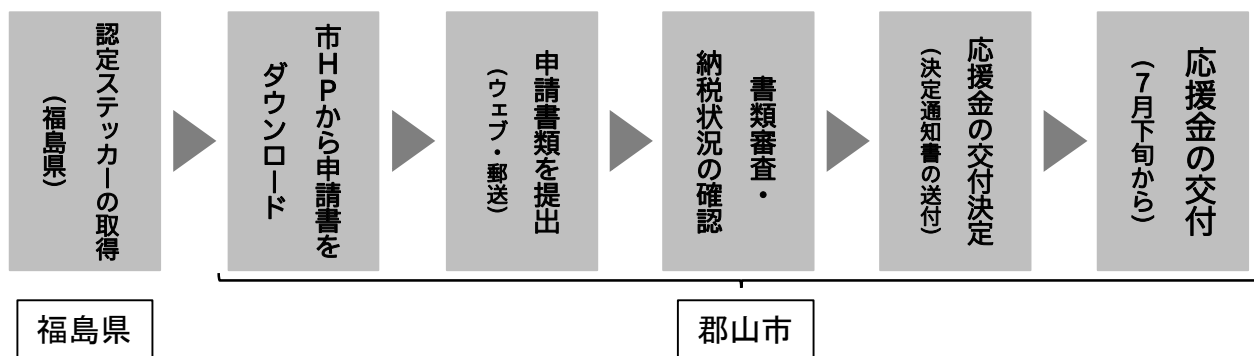 認定ステッカーの取得
(福島県)
市HPから申請書を
ダウンロード
申請書類を提出
(ウェブ・郵送)
書類審査・
納税状況の確認
応援金の交付決定
(決定通知書の送付)
応援金の交付
(7月下旬から)
福島県
郡山市